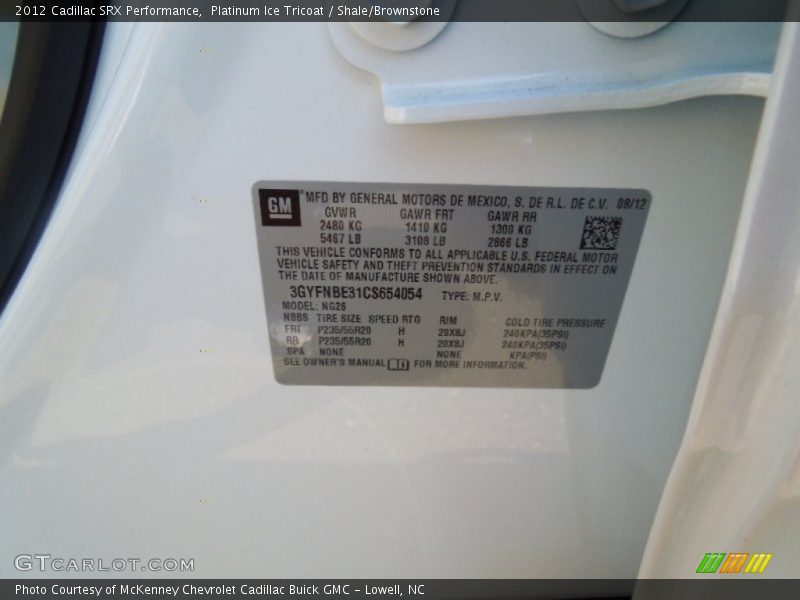 2012 Cadillac SRX Performance, Platinum Ice Tricoat / Shale/Brownstone
GM
MFD BY GENERAL MOTORS DE MEXICO, S. DE R.L. DE C.V. 08/12
GVWR GAWR FRT GAWR RR
2480 KG 1410 KG 1300 KG
5467 LB 3108 LB 2866 LB
THIS VEHICLE CONFORMS TO ALL APPLICABLE U.S. FEDERAL MOTOR
VEHICLE SAFETY AND THEFT PREVENTION STANDARDS IN EFFECT ON
THE DATE OF MANUFACTURE SHOWN ABOVE.
3GYFNBE31CS654054 TYPE: M.P.V.
MODEL: NG26
NBBS TIRE SIZE SPEED RTG RIM COLD TIRE PRESSURE
FRT P235/55R20 H 20X8J 240KPA(35PSI)
RR P235/55R20 H 20X8J 240KPA(35PSI)
SPA NONE NONE KPA(PSI)
SEE OWNER'S MANUAL FOR MORE INFORMATION.
GTCARLOT.COM
Photo Courtesy of McKenney Chevrolet Cadillac Buick GMC - Lowell, NC